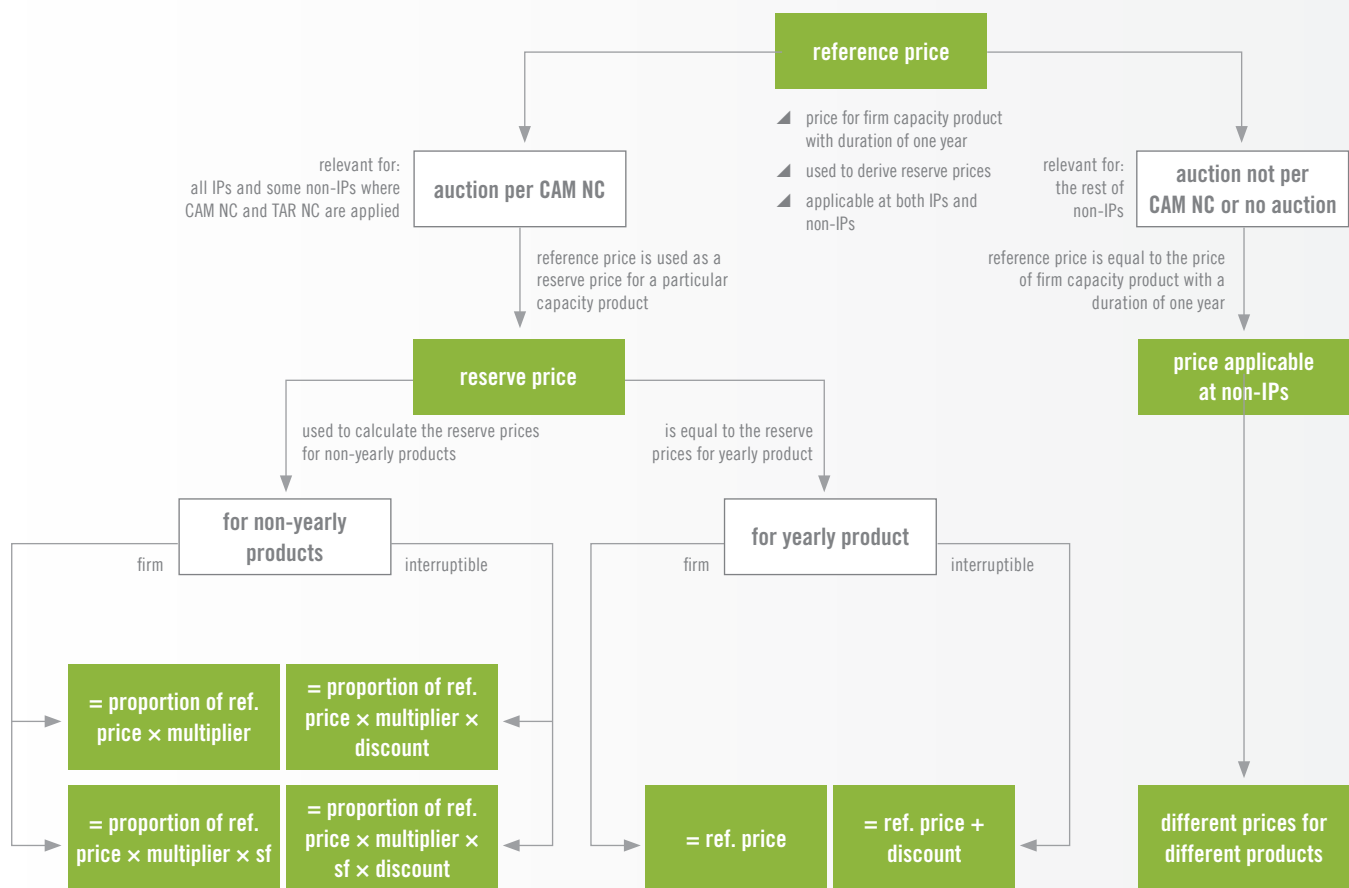 reference price
price for firm capacity product
with duration of one year
used to derive reserve prices
applicable at both IPs and
non-IPs
relevant for:
all IPs and some non-IPs where
CAM NC and TAR NC are applied
auction per CAM NC
relevant for:
the rest of
non-IPs
auction not per
CAM NC or no auction
reference price is used as a
reserve price for a particular
capacity product
reference price is equal to the price
of firm capacity product with a
duration of one year
reserve price
price applicable
at non-IPs
used to calculate the reserve prices
for non-yearly products
is equal to the reserve
prices for yearly product
for non-yearly
products
firm
interruptible
for yearly product
firm
interruptible
= proportion of ref.
price × multiplier
= proportion of ref.
price × multiplier ×
discount
= proportion of ref.
price × multiplier × sf
= proportion of ref.
price × multiplier ×
sf × discount
= ref. price
= ref. price +
discount
different prices for
different products